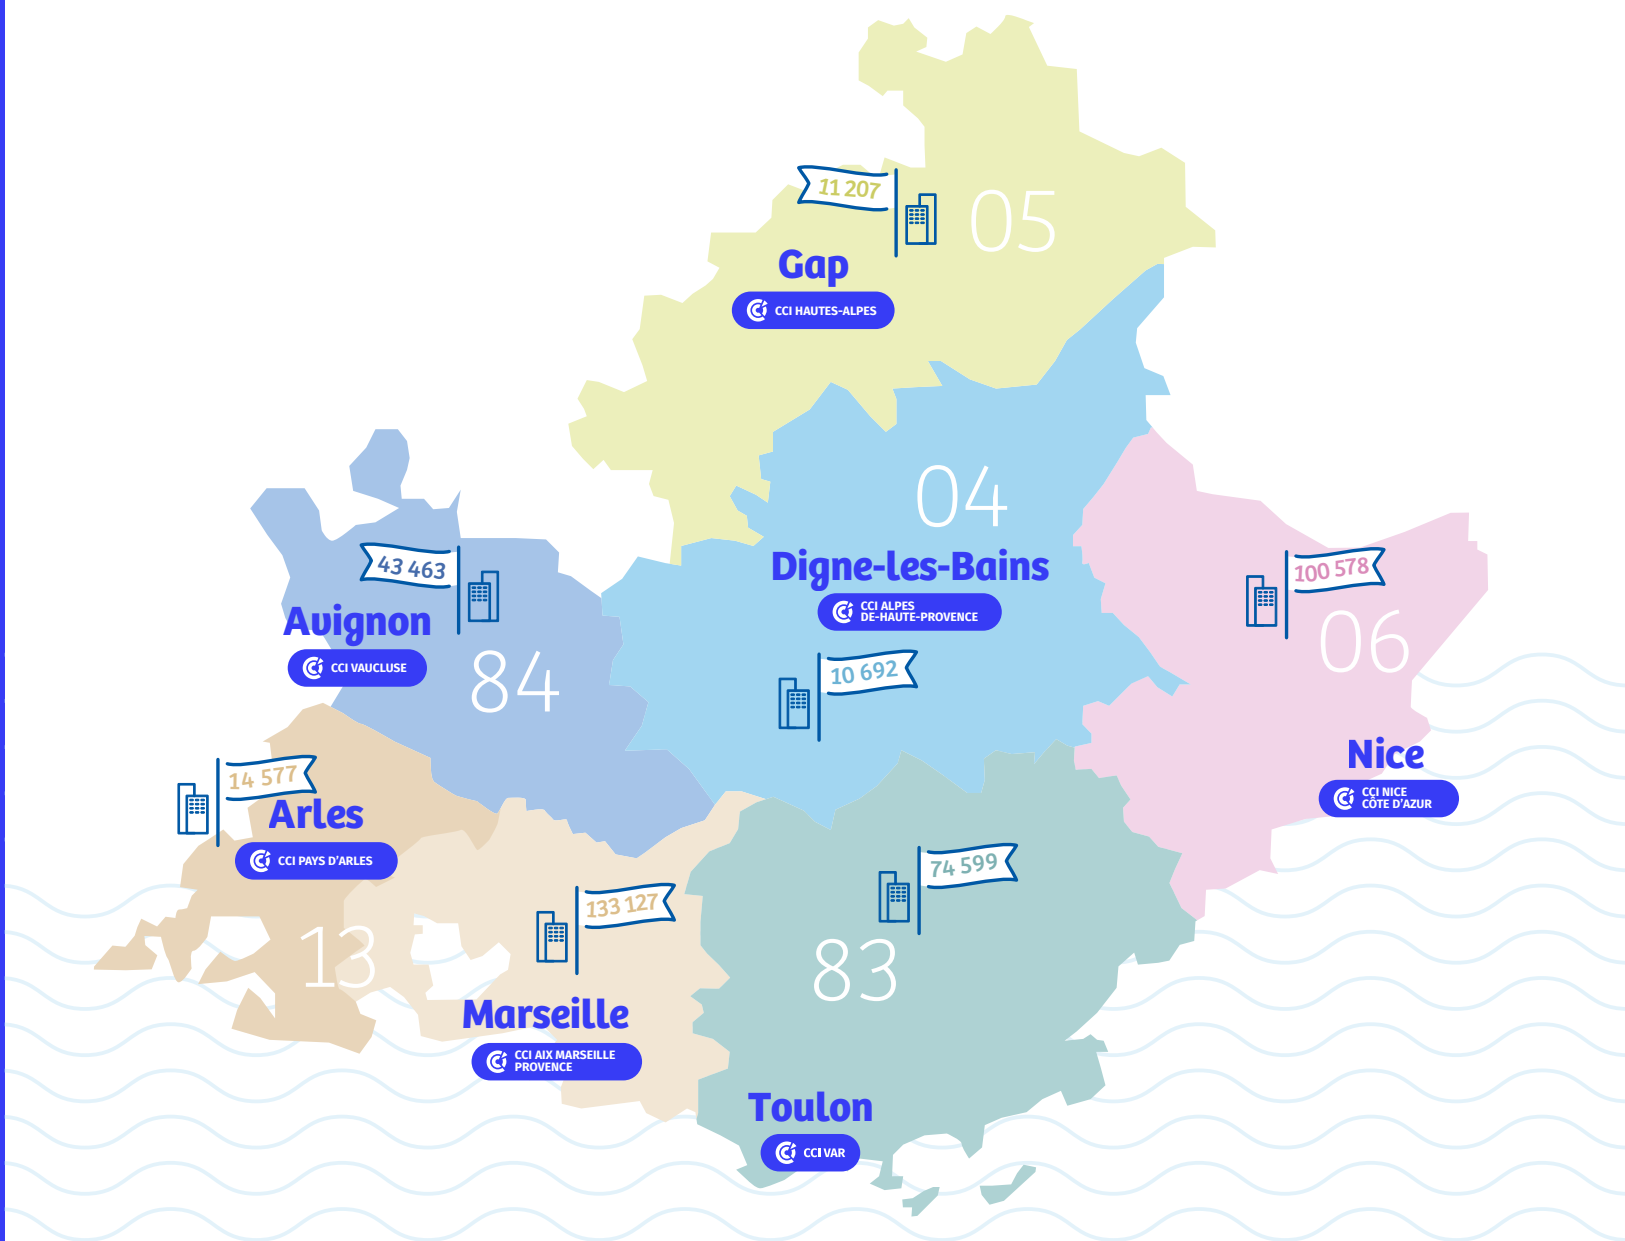 11 207
05
Gap
CCI HAUTES-ALPES
04
Digne-les-Bains
CCI ALPES
DE-HAUTE-PROVENCE
10 692
43 463
Avignon
CCI VAUCLUSE
84
100 578
06
Nice
CCI NICE
CÔTE D'AZUR
14 577
Arles
CCI PAYS D'ARLES
13
133 127
Marseille
CCI AIX MARSEILLE
PROVENCE
74 599
83
Toulon
CCI VAR